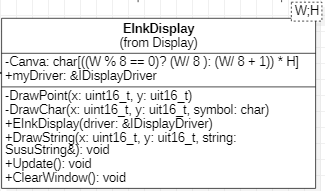 W;H
EInkDisplay
(from Display)
-Canva: char[((W % 8 == 0)? (W/ 8 ): (W/ 8 + 1)) * H]
+myDriver: &IDisplayDriver
-DrawPoint(x: uint16_t, y: uit16_t)
-DrawChar(x: uint16_t, y: uit16_t, symbol: char)
+EInkDisplay(driver: &IDisplayDriver)
+DrawString(x: uint16_t, y: uit16_t, string:
SusuString&): void
+Update(): void
+ClearWindow(): void